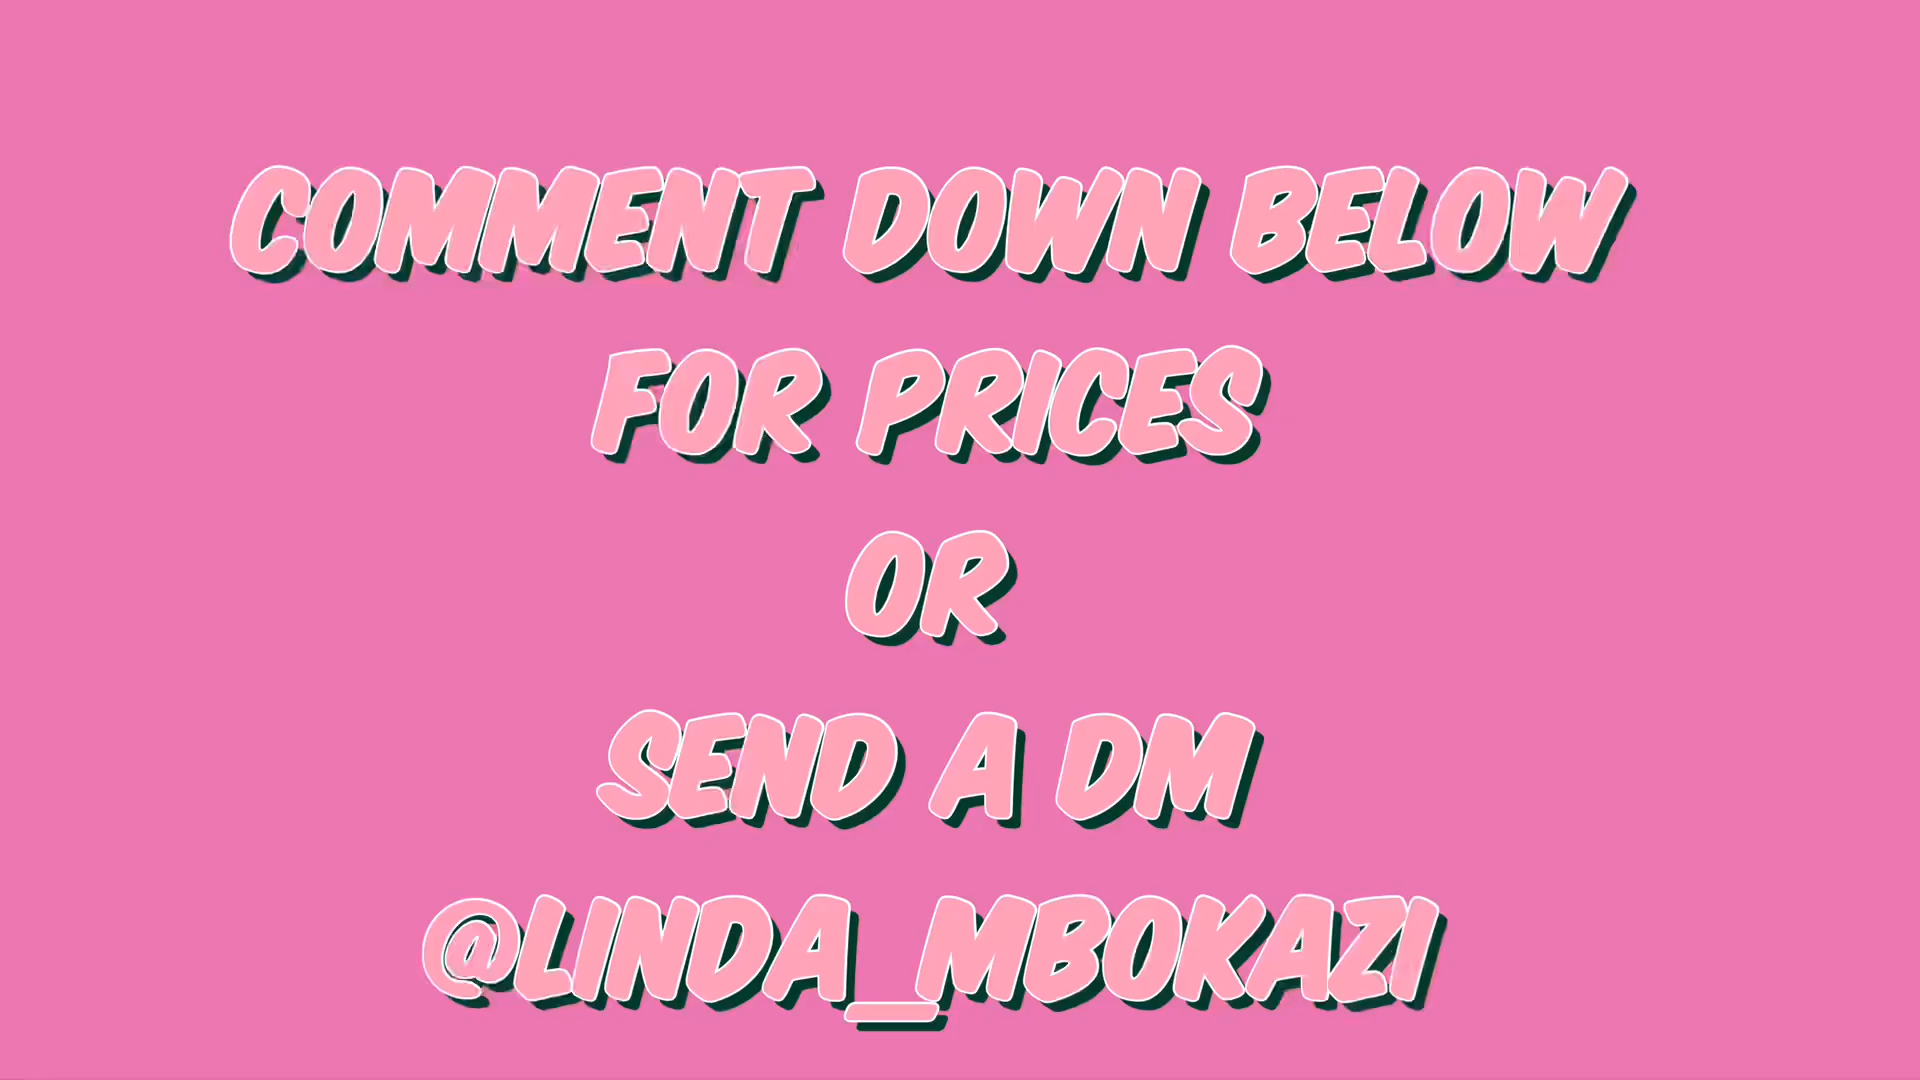 COMMENT DOWN BELOW
FOR PRICES
OR
SEND A DM
@LINDA_MBOKAZI